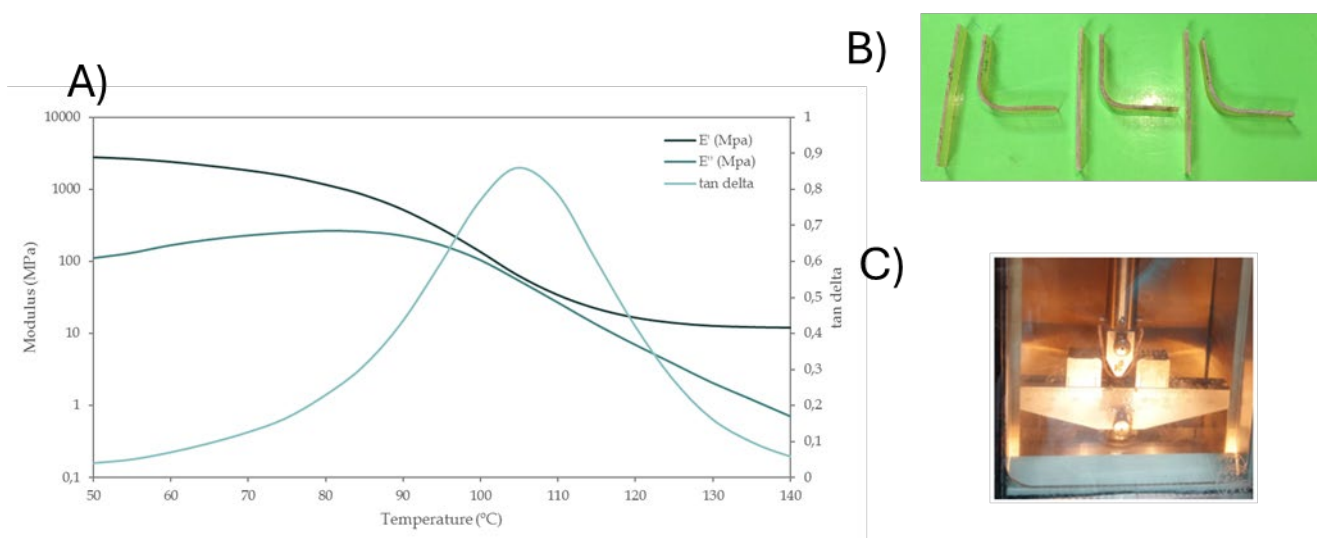 A)
B)
C)
10000
1000
100
10
1
0,1
Modulus (MPa)
1
0,9
0,8
0,7
0,6
0,5
0,4
0,3
0,2
0,1
0
tan delta
E' (Mpa)
E'' (Mpa)
tan delta
50 60 70 80 90 100 110 120 130 140
Temperature (ºC)